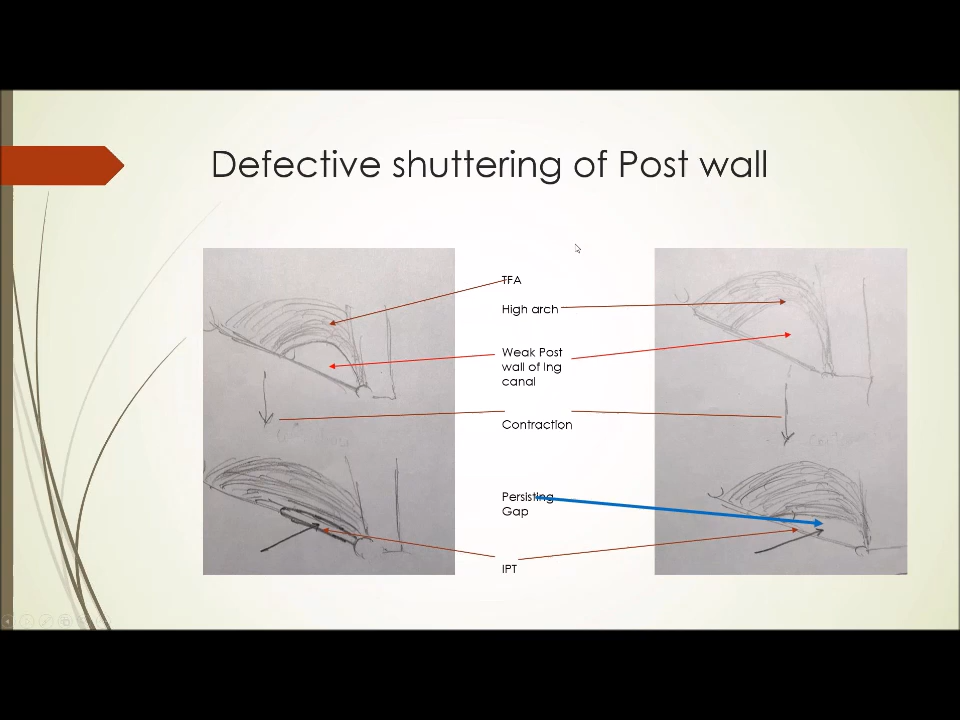 Defective shuttering of Post wall
TFA
High arch
Weak Post
wall of Ing
canal
Contraction
Persisting
Gap
IPT